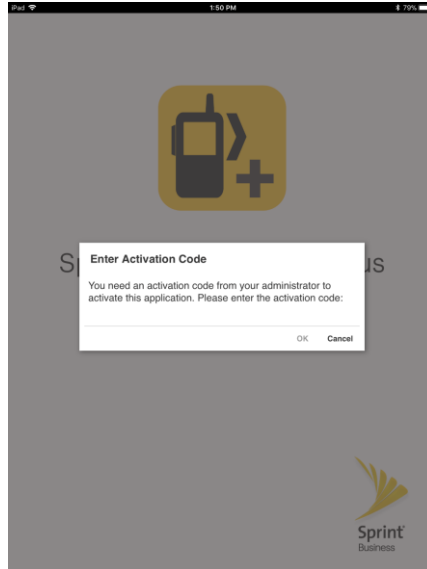 iPad 1:50 PM 79%
Enter Activation Code
You need an activation code from your administrator to
activate this application. Please enter the activation code:
OK Cancel
Sprint
Business